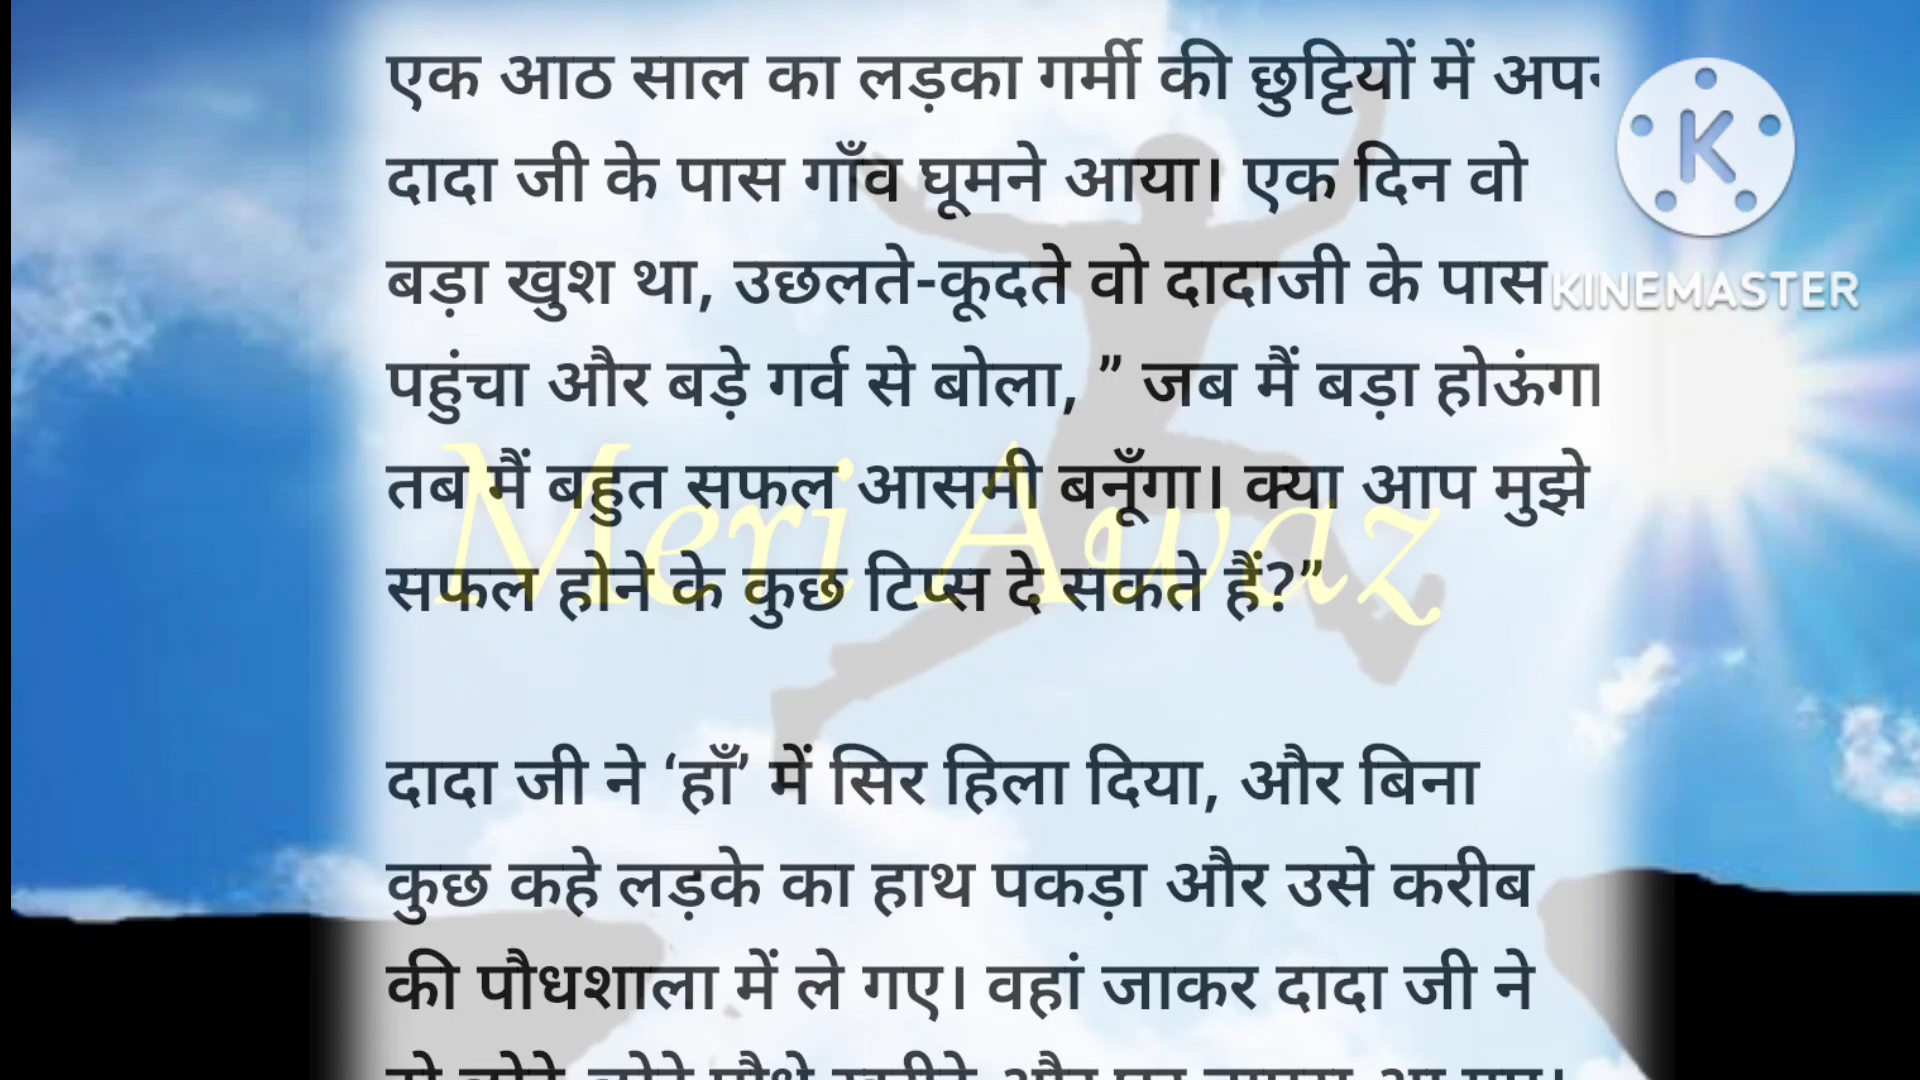 एक आठ साल का लड़का गर्मी की छुट्टियों में
दादा जी के पास गाँव घूमने आया। एक दिन वो
बड़ा खुश था, उछलते-कूदते वो दादाजी के पास
पहुंचा और बड़े गर्व से बोला, ” जब मैं बड़ा होऊंगा
तब मैं बहुत सफल आसमी बनूँगा। क्या आप मुझे
सफल होने के कुछ टिप्स दे सकते हैं?”
दादा जी ने ‘हाँ’ में सिर हिला दिया, और बिना
कुछ कहे लड़के का हाथ पकड़ा और उसे करीब
की पौधशाला में ले गए। वहां जाकर दादा जी ने
Meri Awaz
K
KINEMASTER